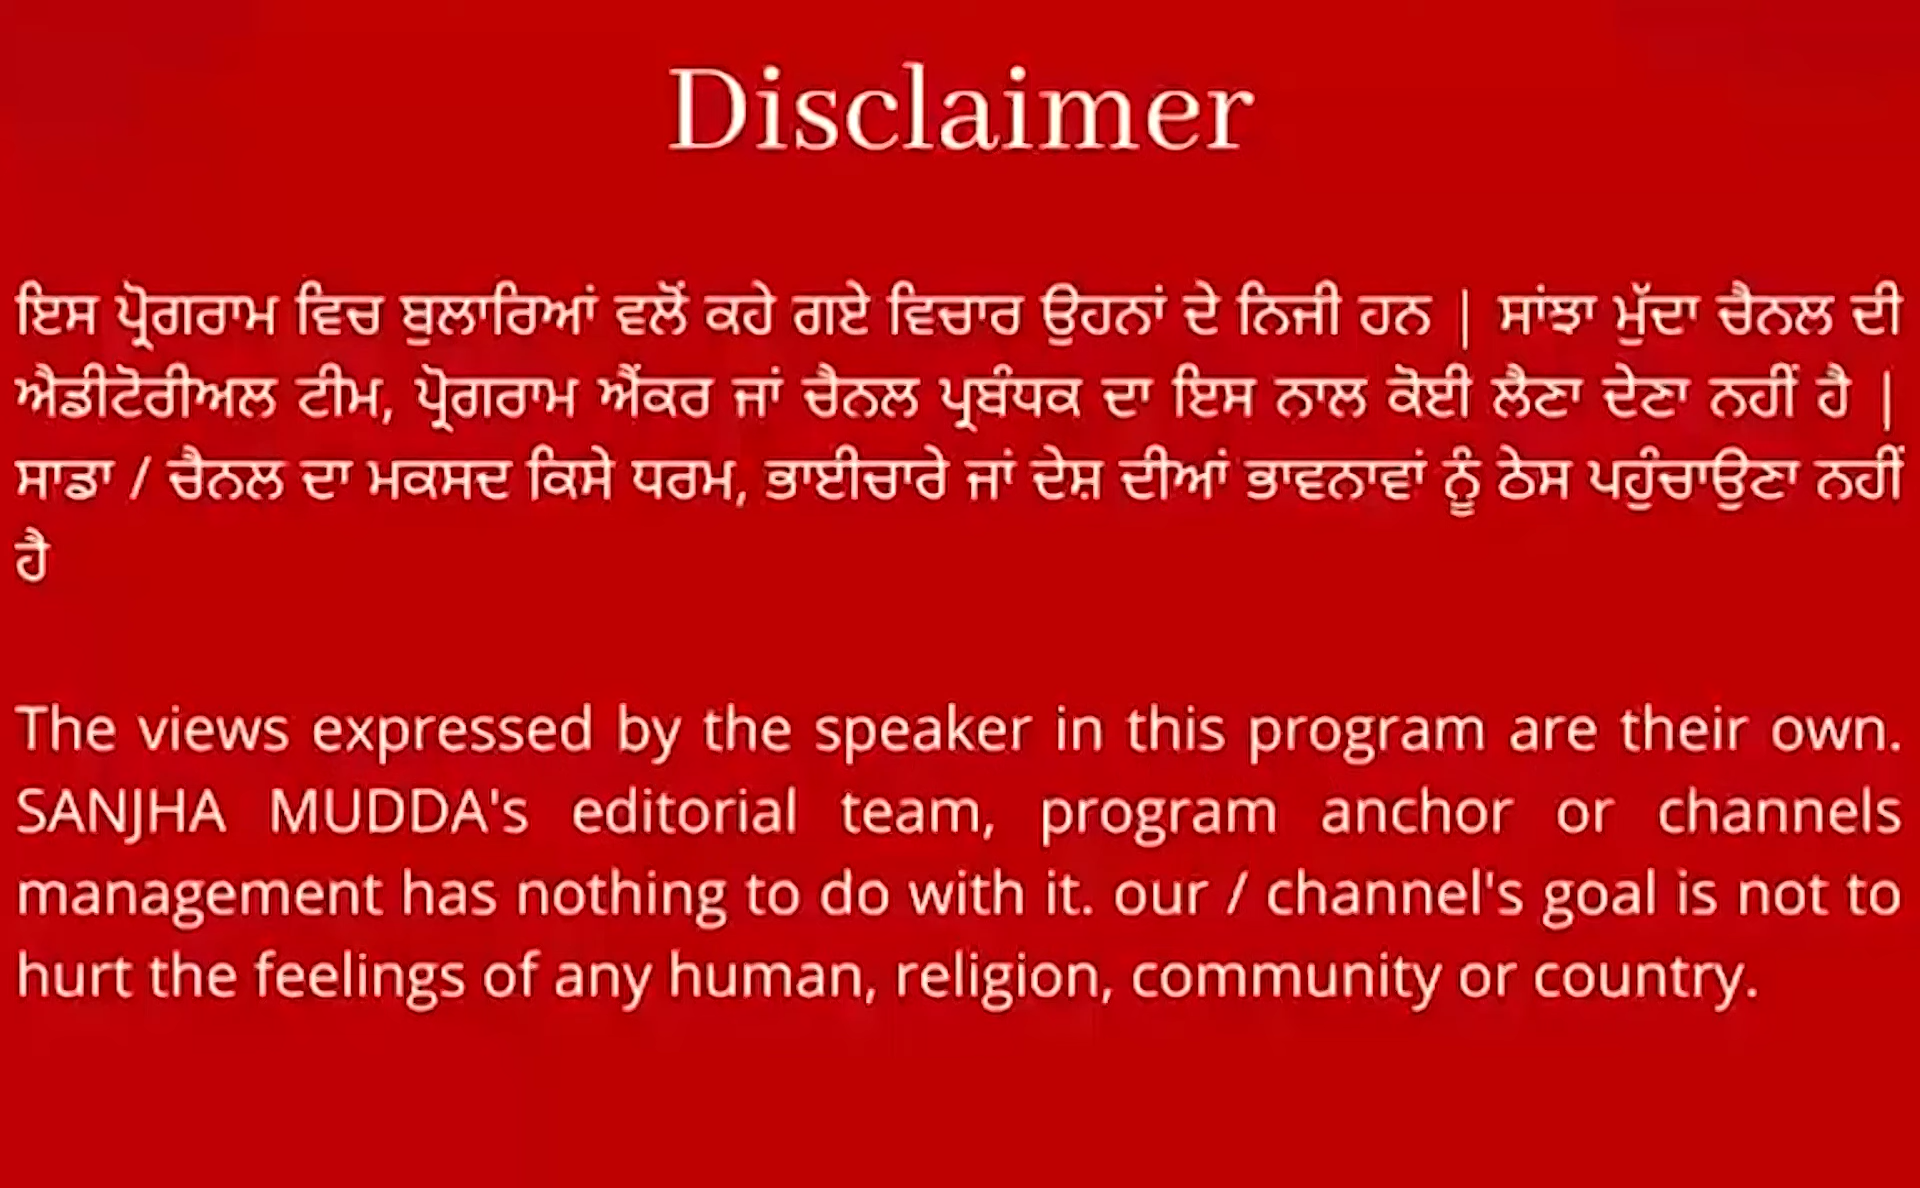 Disclaimer
ਇਸ ਪ੍ਰੋਗਰਾਮ ਵਿਚ ਬੁਲਾਰਿਆਂ ਵਲੋਂ ਕਹੇ ਗਏ ਵਿਚਾਰ ਉਹਨਾਂ ਦੇ ਨਿਜੀ ਹਨ | ਸਾਂਝਾ ਮੁੱਦਾ ਚੈਨਲ ਦੀ
ਐਡੀਟੋਰੀਅਲ ਟੀਮ, ਪ੍ਰੋਗਰਾਮ ਐਂਕਰ ਜਾਂ ਚੈਨਲ ਪ੍ਰਬੰਧਕ ਦਾ ਇਸ ਨਾਲ ਕੋਈ ਲੈਣਾ ਦੇਣਾ ਨਹੀਂ ਹੈ |
ਸਾਡਾ / ਚੈਨਲ ਦਾ ਮਕਸਦ ਕਿਸੇ ਧਰਮ, ਭਾਈਚਾਰੇ ਜਾਂ ਦੇਸ਼ ਦੀਆਂ ਭਾਵਨਾਵਾਂ ਨੂੰ ਠੇਸ ਪਹੁੰਚਾਉਣਾ ਨਹੀਂ
ਹੈ
The views expressed by the speaker in this program are their own.
SANJHA MUDDA's editorial team, program anchor or channels
management has nothing to do with it. our / channel's goal is not to
hurt the feelings of any human, religion, community or country.